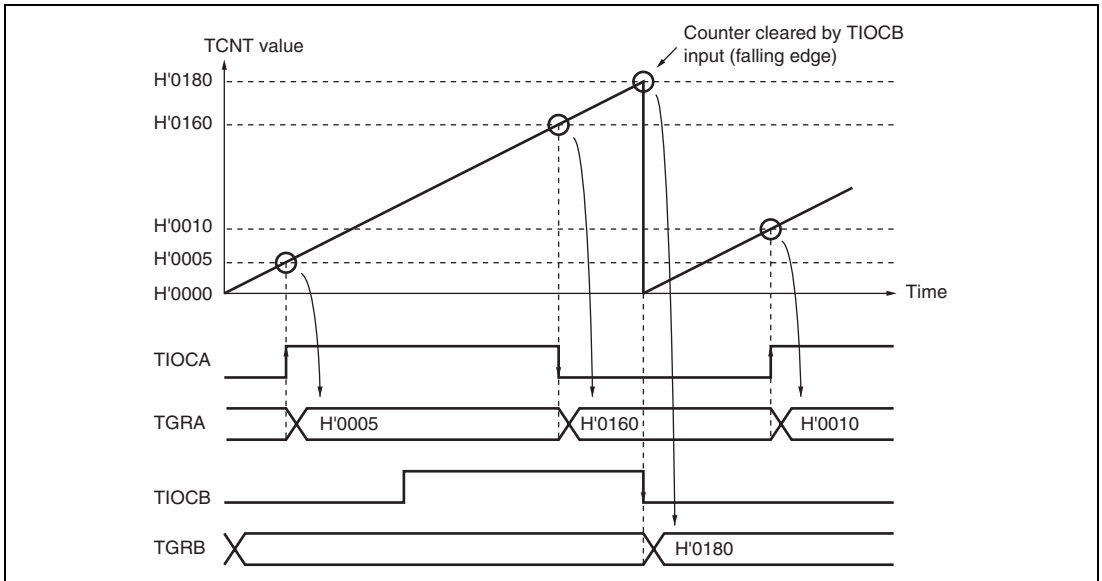 Counter cleared by TIOCB
input (falling edge)
TCNT value
H'0180
H'0160
H'0010
H'0005
H'0000
Time
TIOCA
TGRA
H'0005
H'0160
H'0010
TIOCB
TGRB
H'0180